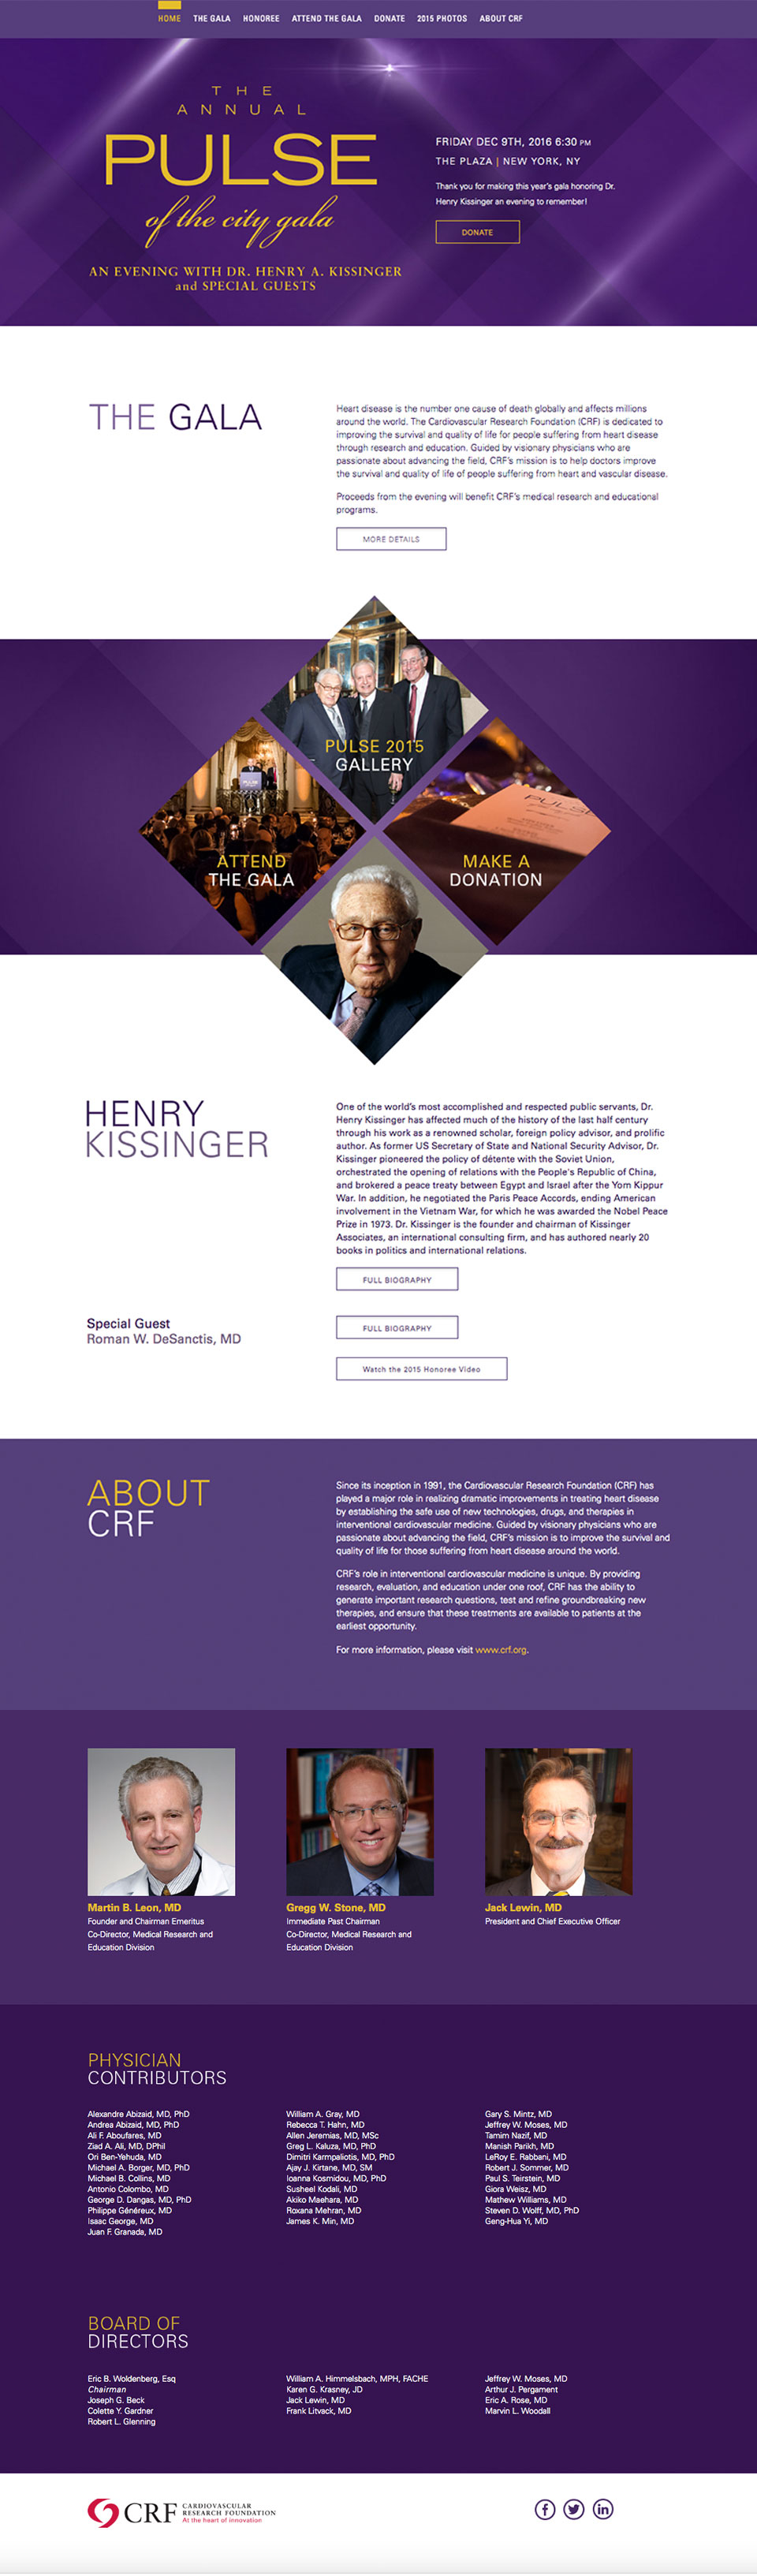 HOME THE GALA HONOREE ATTEND THE GALA DONATE 2015 PHOTOS ABOUT CRF
THE
ANNUAL
PULSE
of the city gala
AN EVENING WITH DR. HENRY A. KISSINGER
and SPECIAL GUESTS
FRIDAY DEC 9TH, 2016 6:30 PM
THE PLAZA | NEW YORK, NY
Thank you for making this year's gala honoring Dr.
Henry Kissinger an evening to remember!
DONATE
THE GALA
Heart disease is the number one cause of death globally and affects millions
around the world. The Cardiovascular Research Foundation (CRF) is dedicated to
improving the survival and quality of life for people suffering from heart disease
through research and education. Guided by visionary physicians who are
passionate about advancing the field, CRF's mission is to help doctors improve
the survival and quality of life of people suffering from heart and vascular disease.
Proceeds from the evening will benefit CRF's medical research and educational
programs.
MORE DETAILS
PULSE 2015
GALLERY
ATTEND
THE GALA
PULSE
MAKE A
DONATION
HENRY
KISSINGER
One of the world's most accomplished and respected public servants, Dr.
Henry Kissinger has affected much of the history of the last half century
through his work as a renowned scholar, foreign policy advisor, and prolific
author. As former US Secretary of State and National Security Advisor, Dr.
Kissinger pioneered the policy of détente with the Soviet Union,
orchestrated the opening of relations with the People's Republic of China,
and brokered a peace treaty between Egypt and Israel after the Yom Kippur
War. In addition, he negotiated the Paris Peace Accords, ending American
involvement in the Vietnam War, for which he was awarded the Nobel Peace
Prize in 1973. Dr. Kissinger is the founder and chairman of Kissinger
Associates, an international consulting firm, and has authored nearly 20
books in politics and international relations.
FULL BIOGRAPHY
Special Guest
Roman W. DeSanctis, MD
FULL BIOGRAPHY
Watch the 2015 Honoree Video
ABOUT
CRF
Since its inception in 1991, the Cardiovascular Research Foundation (CRF) has
played a major role in realizing dramatic improvements in treating heart disease
by establishing the safe use of new technologies, drugs, and therapies in
interventional cardiovascular medicine. Guided by visionary physicians who are
passionate about advancing the field, CRF's mission is to improve the survival and
quality of life for those suffering from heart disease around the world.
CRF's role in interventional cardiovascular medicine is unique. By providing
research, evaluation, and education under one roof, CRF has the ability to
generate important research questions, test and refine groundbreaking new
therapies, and ensure that these treatments are available to patients at the
earliest opportunity.
For more information, please visit www.crf.org.
Martin B. Leon, MD
Founder and Chairman Emeritus
Co-Director, Medical Research and
Education Division
Gregg W. Stone, MD
Immediate Past Chairman
Co-Director, Medical Research and
Education Division
Jack Lewin, MD
President and Chief Executive Officer
PHYSICIAN
CONTRIBUTORS
Alexandre Abizaid, MD, PhD
Andrea Abizaid, MD, PhD
Ali F. Aboufares, MD
Ziad A. Ali, MD, DPhil
Ori Ben-Yehuda, MD
Michael A. Borger, MD, PhD
Michael B. Collins, MD
Antonio Colombo, MD
George D. Dangas, MD, PhD
Philippe Généreux, MD
Isaac George, MD
Juan F. Granada, MD
William A. Gray, MD
Rebecca T. Hahn, MD
Allen Jeremias, MD, MSc
Greg L. Kaluza, MD, PhD
Dimitri Karmpaliotis, MD, PhD
Ajay J. Kirtane, MD, SM
Ioanna Kosmidou, MD, PhD
Susheel Kodali, MD
Akiko Maehara, MD
Roxana Mehran, MD
James K. Min, MD
Gary S. Mintz, MD
Jeffrey W. Moses, MD
Tamim Nazif, MD
Manish Parikh, MD
LeRoy E. Rabbani, MD
Robert J. Sommer, MD
Paul S. Teirstein, MD
Giora Weisz, MD
Mathew Williams, MD
Steven D. Wolff, MD, PhD
Geng-Hua Yi, MD
BOARD OF
DIRECTORS
Eric B. Woldenberg, Esq
Chairman
Joseph G. Beck
Colette Y. Gardner
Robert L. Glenning
William A. Himmelsbach, MPH, FACHE
Karen G. Krasney, JD
Jack Lewin, MD
Frank Litvack, MD
Jeffrey W. Moses, MD
Arthur J. Pergament
Eric A. Rose, MD
Marvin L. Woodall
CRF
CARDIOVASCULAR
RESEARCH FOUNDATION
At the heart of innovation